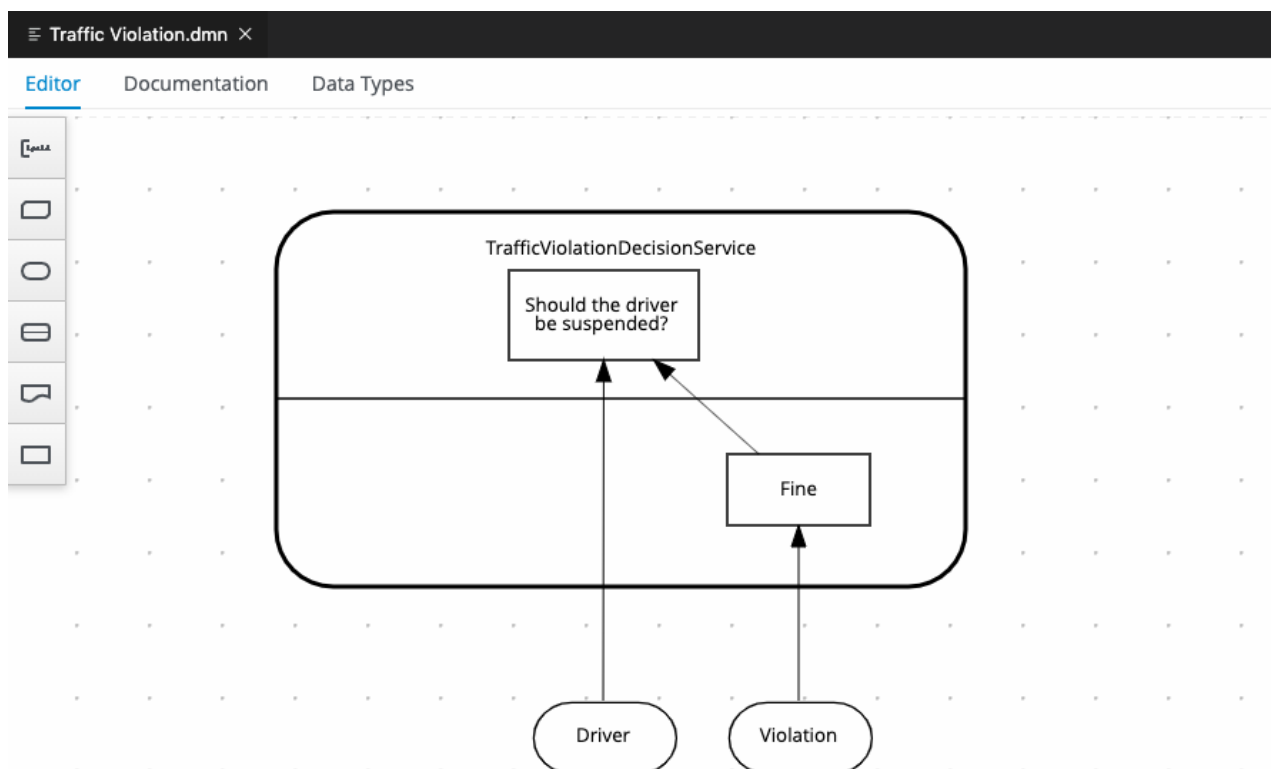 Traffic Violation.dmn
Editor Documentation Data Types
TrafficViolationDecisionService
Should the driver
be suspended?
Fine
Driver Violation